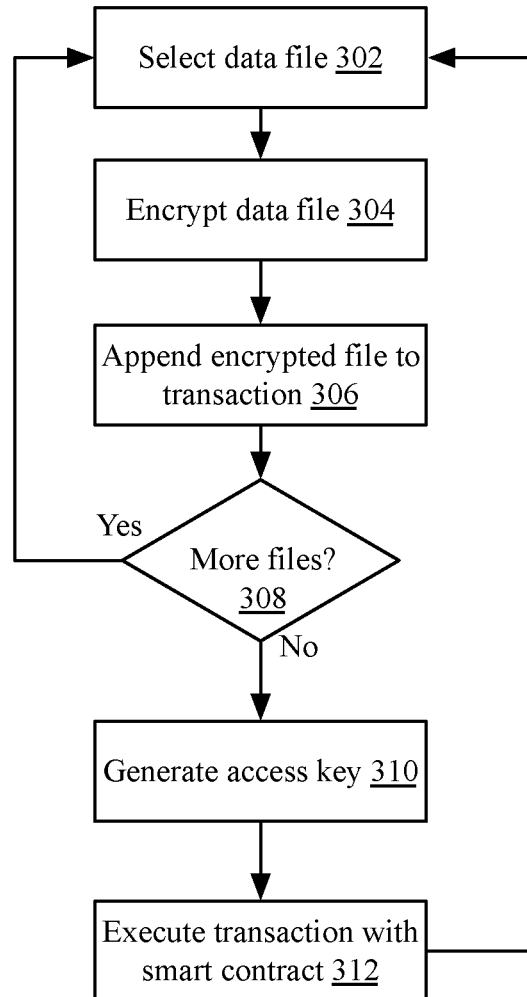 Select data file 302
Encrypt data file 304
Append encrypted file to
transaction 306
Yes
More files?
308
No
Generate access key 310
Execute transaction with
smart contract 312